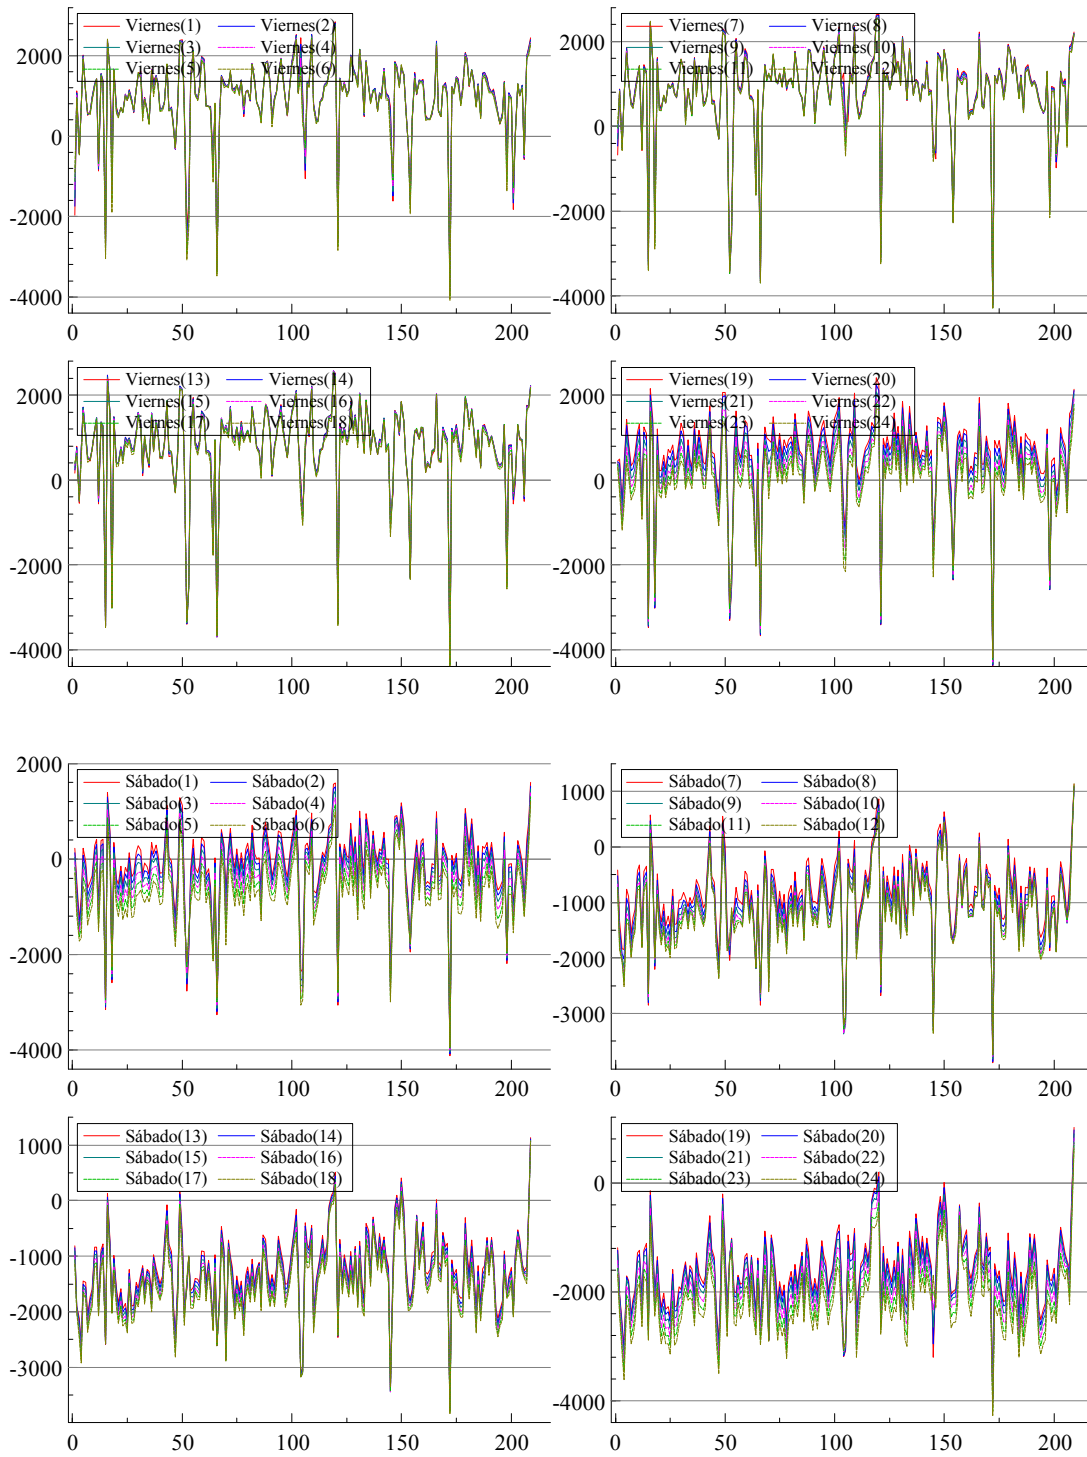 Viernes(1) Viernes(2)
Viernes(3) Viernes(4)
Viernes(5) Viernes(6)
2000
0
-2000
-4000
0 50 100 150 200
Viernes(7) Viernes(8)
Viernes(9) Viernes(10)
Viernes(11) Viernes(12)
2000
0
-2000
-4000
0 50 100 150 200
Viernes(13) Viernes(14)
Viernes(15) Viernes(16)
Viernes(17) Viernes(18)
2000
0
-2000
-4000
0 50 100 150 200
Viernes(19) Viernes(20)
Viernes(21) Viernes(22)
Viernes(23) Viernes(24)
2000
0
-2000
-4000
0 50 100 150 200
2000
Sábado(1) Sábado(2)
Sábado(3) Sábado(4)
Sábado(5) Sábado(6)
0
-2000
-4000
0 50 100 150 200
Sábado(7) Sábado(8)
Sábado(9) Sábado(10)
Sábado(11) Sábado(12)
1000
0
-1000
-2000
-3000
0 50 100 150 200
Sábado(13) Sábado(14)
Sábado(15) Sábado(16)
Sábado(17) Sábado(18)
1000
0
-1000
-2000
-3000
0 50 100 150 200
Sábado(19) Sábado(20)
Sábado(21) Sábado(22)
Sábado(23) Sábado(24)
0
-2000
-4000
0 50 100 150 200